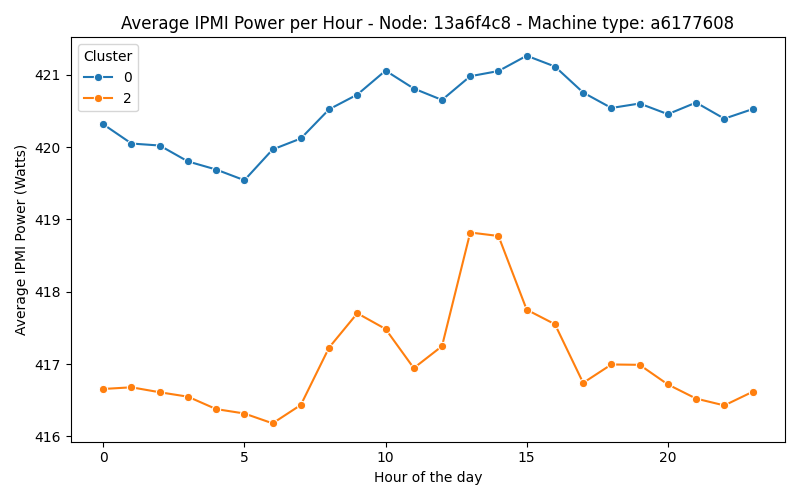 Average IPMI Power per Hour - Node: 13a6f4c8 - Machine type: a6177608
Cluster
0
2
421
420
419
418
417
416
Average IPMI Power (Watts)
0 5 10 15 20
Hour of the day